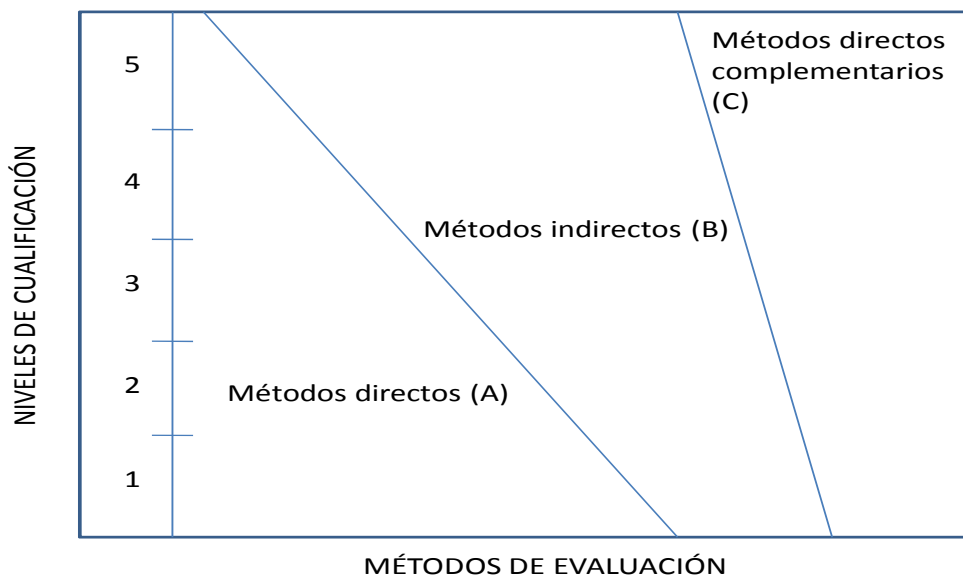 NIVELES DE CUALIFICACIÓN
5
4
3
2
1
Métodos directos
complementarios
(C)
Métodos indirectos (B)
Métodos directos (A)
MÉTODOS DE EVALUACIÓN